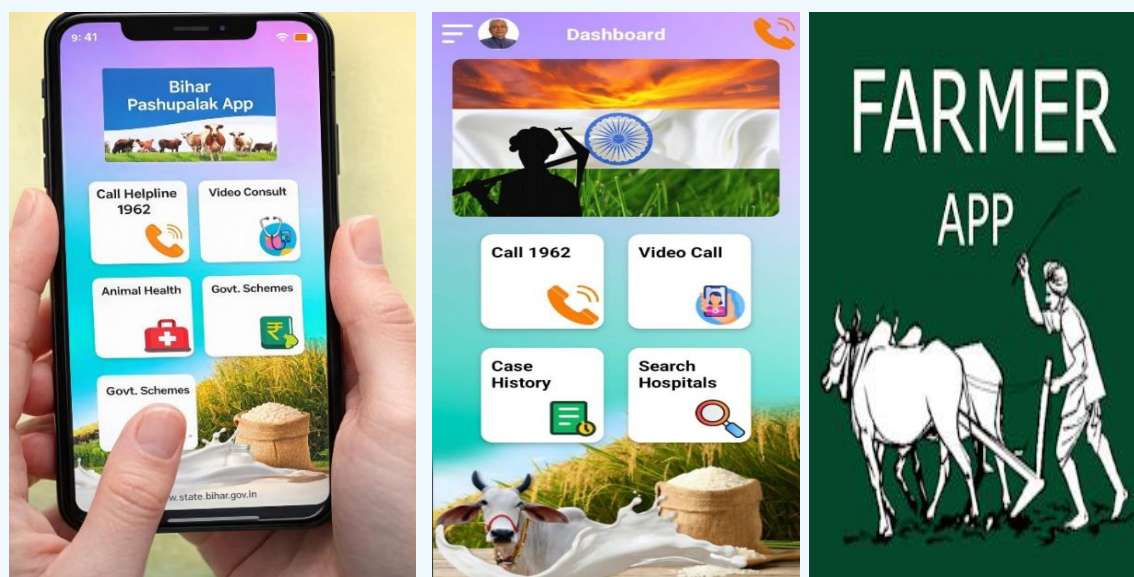 9:41
Bihar
Pashupalak App
Call Helpline
1962
Video Consult
Animal Health
Govt. Schemes
Govt. Schemes
w.state.bihar.gov.in
Dashboard
Call 1962
Video Call
Case
History
Search
Hospitals
FARMER
APP